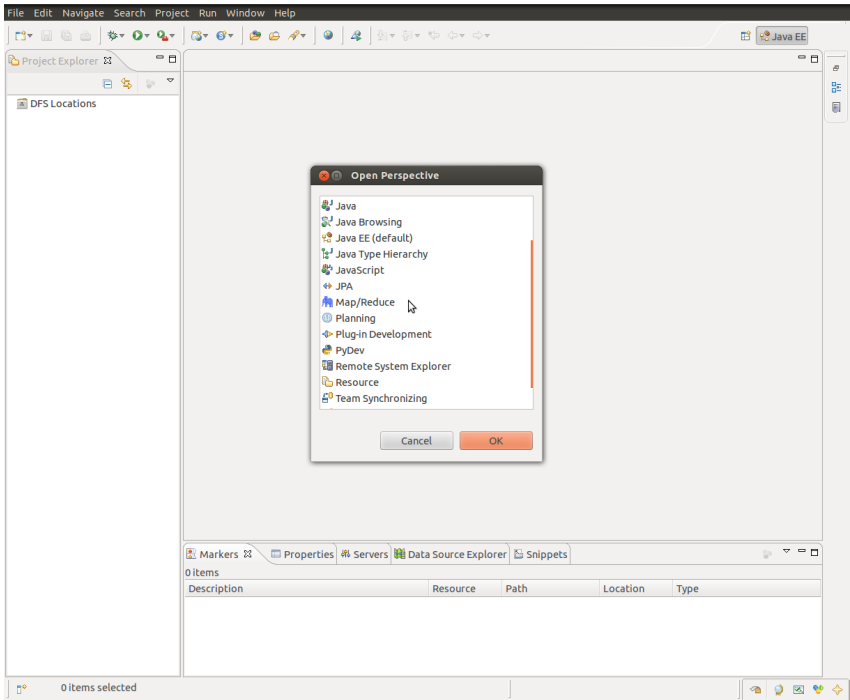 File Edit Navigate Search Project Run Window Help
Java EE
Project Explorer
DFS Locations
Open Perspective
Java
Java Browsing
Java EE (default)
Java Type Hierarchy
JavaScript
JPA
Map/Reduce
Planning
Plug-in Development
PyDev
Remote System Explorer
Resource
Team Synchronizing
Cancel OK
Markers Properties Servers Data Source Explorer Snippets
0 items
Description Resource Path Location Type
0 items selected